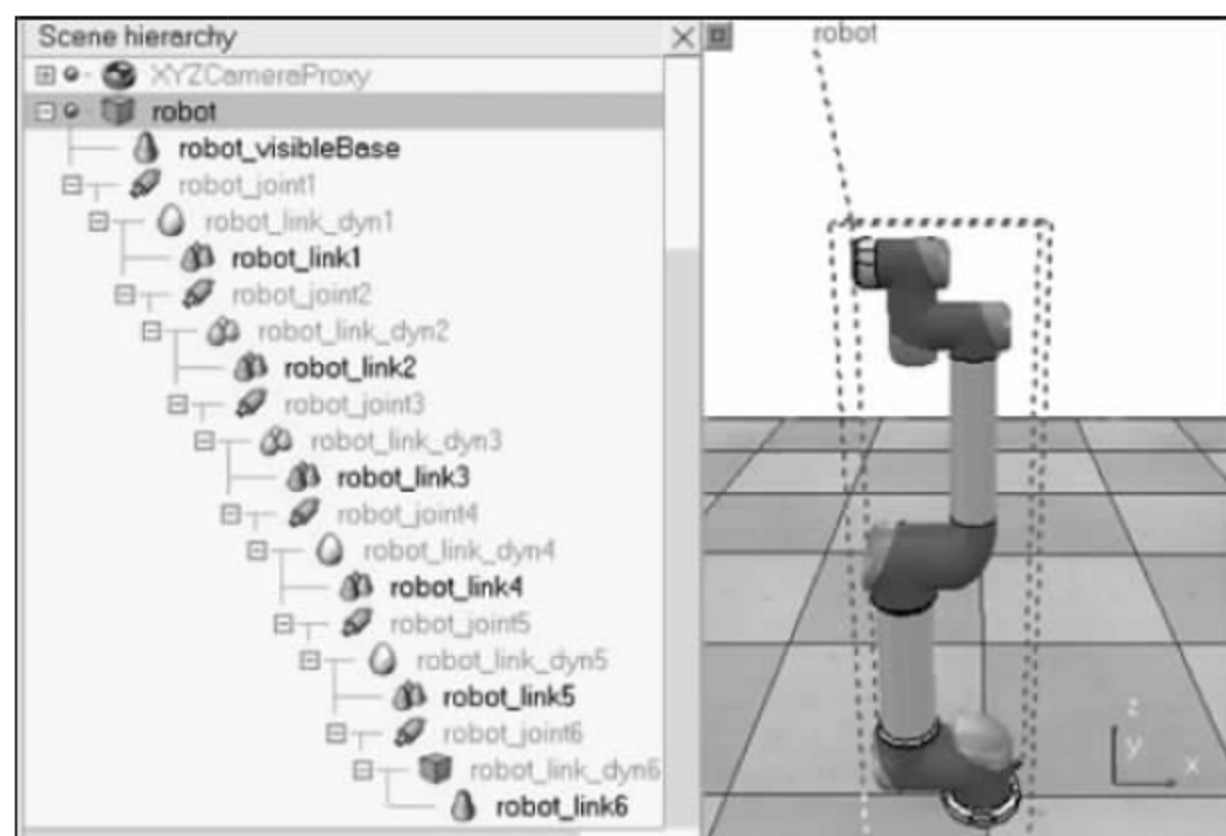 Scene hierarchy
XYZCameraProxy
robot
robot_visibleBase
robot_joint1
robot_link_dyn1
robot_link1
robot_joint2
robot_link_dyn2
robot_link2
robot_joint3
robot_link_dyn3
robot_link3
robot_joint4
robot_link_dyn4
robot_link4
robot_joint5
robot_link_dyn5
robot_link5
robot_joint6
robot_link_dyn6
robot_link6
robot
z
y
x